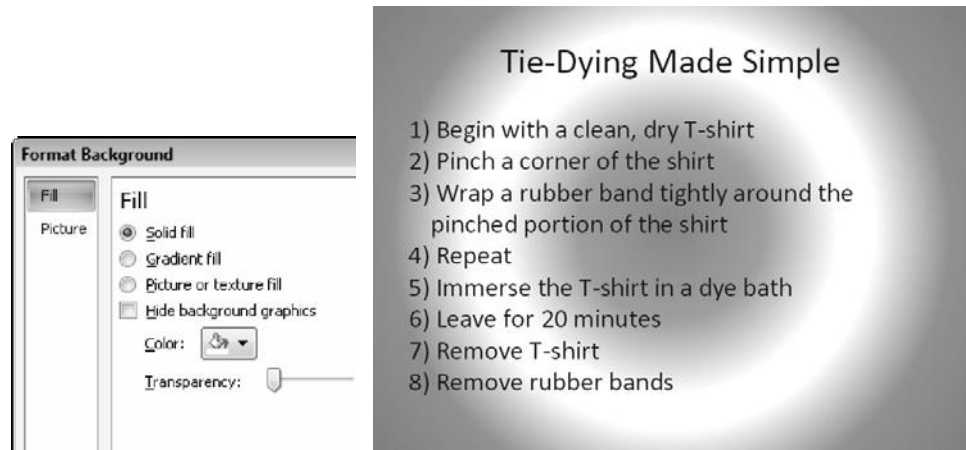 Format Background
Fill
Picture
Fill
Solid fill
Gradient fill
Picture or texture fill
Hide background graphics
Color:
Transparency:
Tie-Dying Made Simple
1) Begin with a clean, dry T-shirt
2) Pinch a corner of the shirt
3) Wrap a rubber band tightly around the
pinched portion of the shirt
4) Repeat
5) Immerse the T-shirt in a dye bath
6) Leave for 20 minutes
7) Remove T-shirt
8) Remove rubber bands